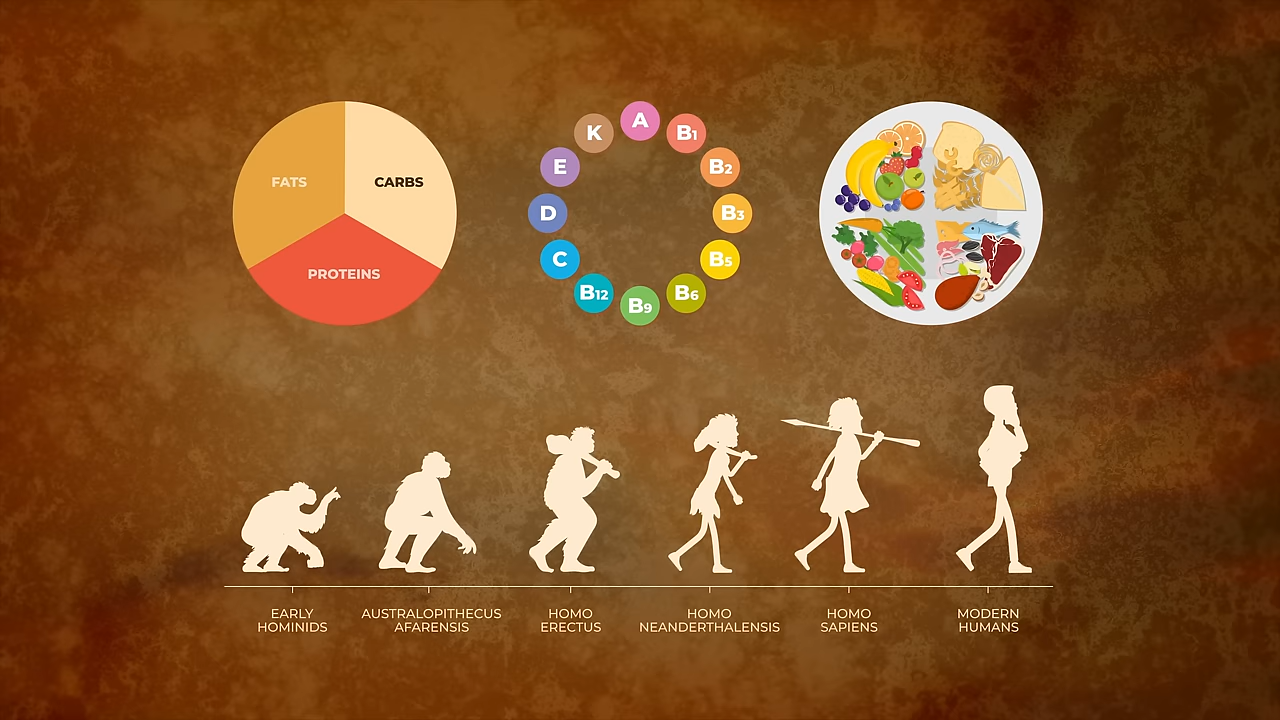 FATS
CARBS
PROTEINS
A
B1
B2
B3
B5
B6
B9
B12
C
D
E
K
EARLY
HOMINIDS
AUSTRALOPITHECUS
AFARENSIS
HOMO
ERECTUS
HOMO
NEANDERTHALENSIS
HOMO
SAPIENS
MODERN
HUMANS